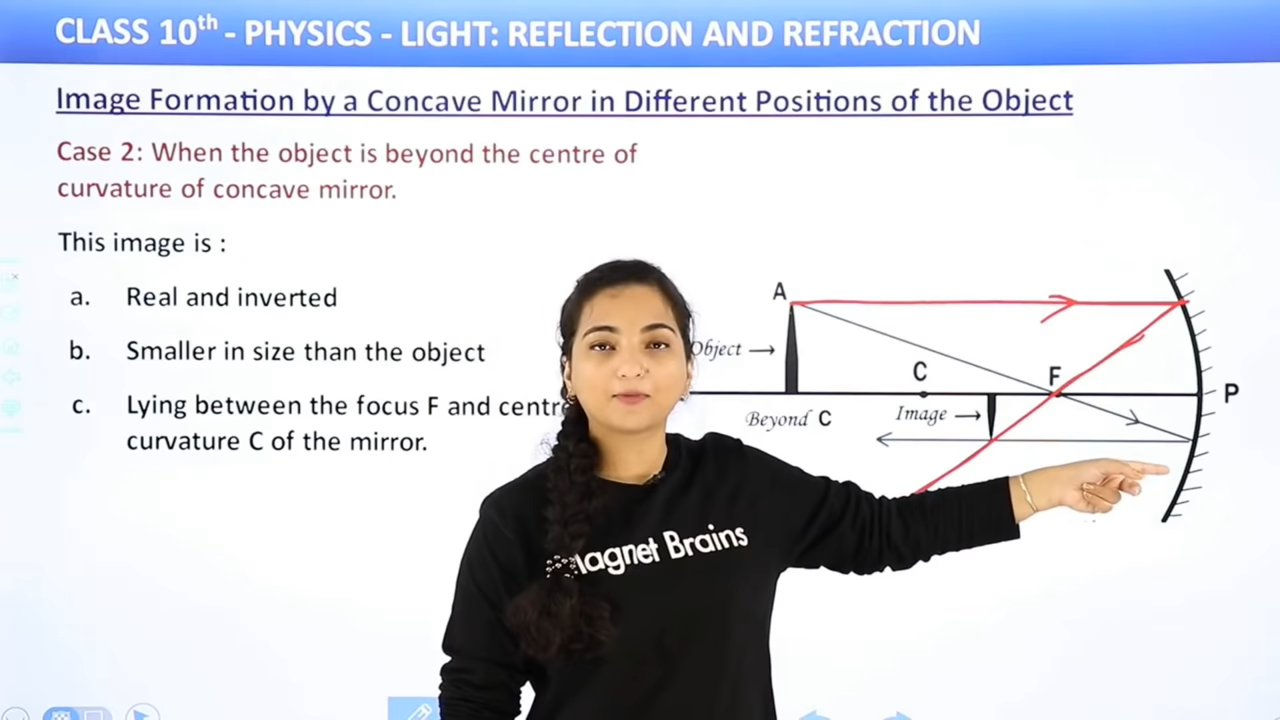 CLASS 10th - PHYSICS - LIGHT: REFLECTION AND REFRACTION
Image Formation by a Concave Mirror in Different Positions of the Object
Case 2: When the object is beyond the centre of
curvature of concave mirror.
This image is :
a. Real and inverted
b. Smaller in size than the object
c. Lying between the focus F and centre
curvature C of the mirror.
A
Object →
C
F
P
Beyond C
Image →
Magnet Brains